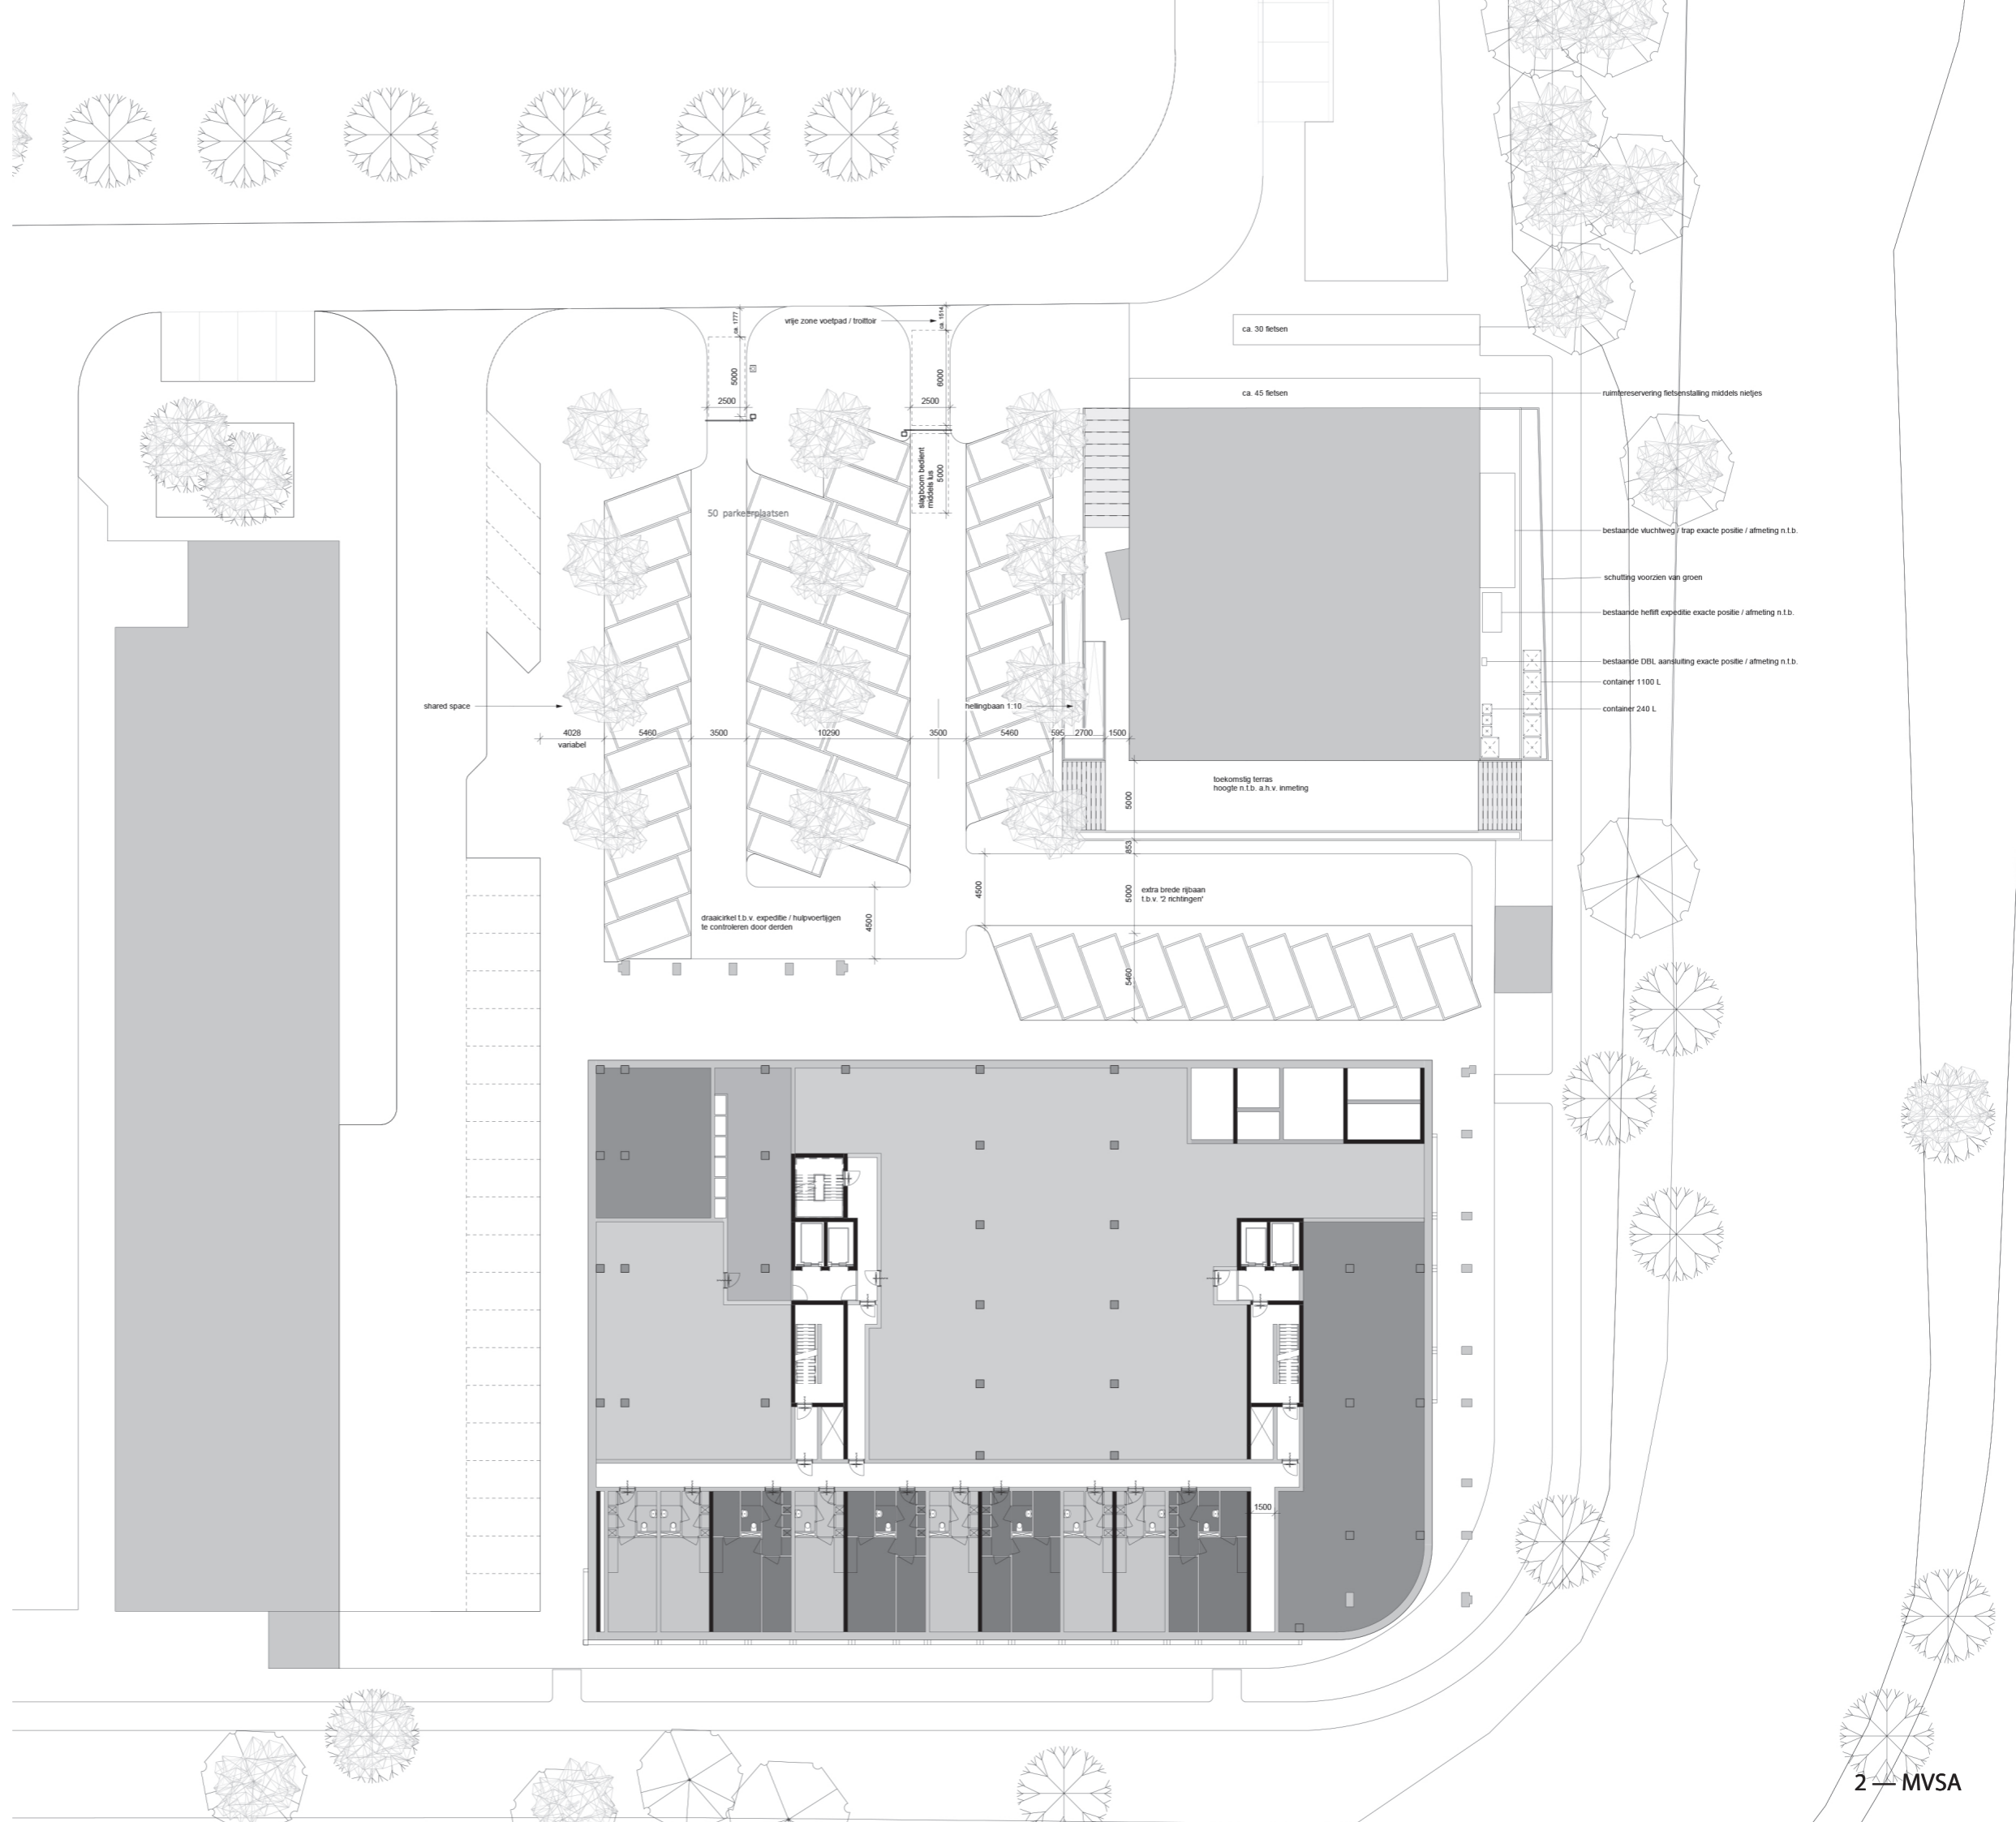 ca. 1777
vrije zone voetpad / trottoir
ca. 1814
ca. 30 fietsen
5000
6000
2500
2500
ca. 45 fietsen
ruimtereservering fietsenstalling middels nietjes
slagboom bedient
middels lus
5000
50 parkeerplaatsen
bestaande vluchtweg / trap exacte positie / afmeting n.t.b.
schutting voorzien van groen
bestaande heflift expeditie exacte positie / afmeting n.t.b.
bestaande DBL aansluiting exacte positie / afmeting n.t.b.
container 1100 L
shared space
hellingbaan 1:10
container 240 L
4028
5460
3500
10290
3500
5460
595
2700
1500
variabel
toekomstig terras
hoogte n.t.b. a.h.v. inmeting
5000
853
4500
5000
extra brede rijbaan
t.b.v. '2 richtingen'
draaicirkel t.b.v. expeditie / hulpvoertijgen
te controleren door derden
4500
5460
1500
2 — MVSA